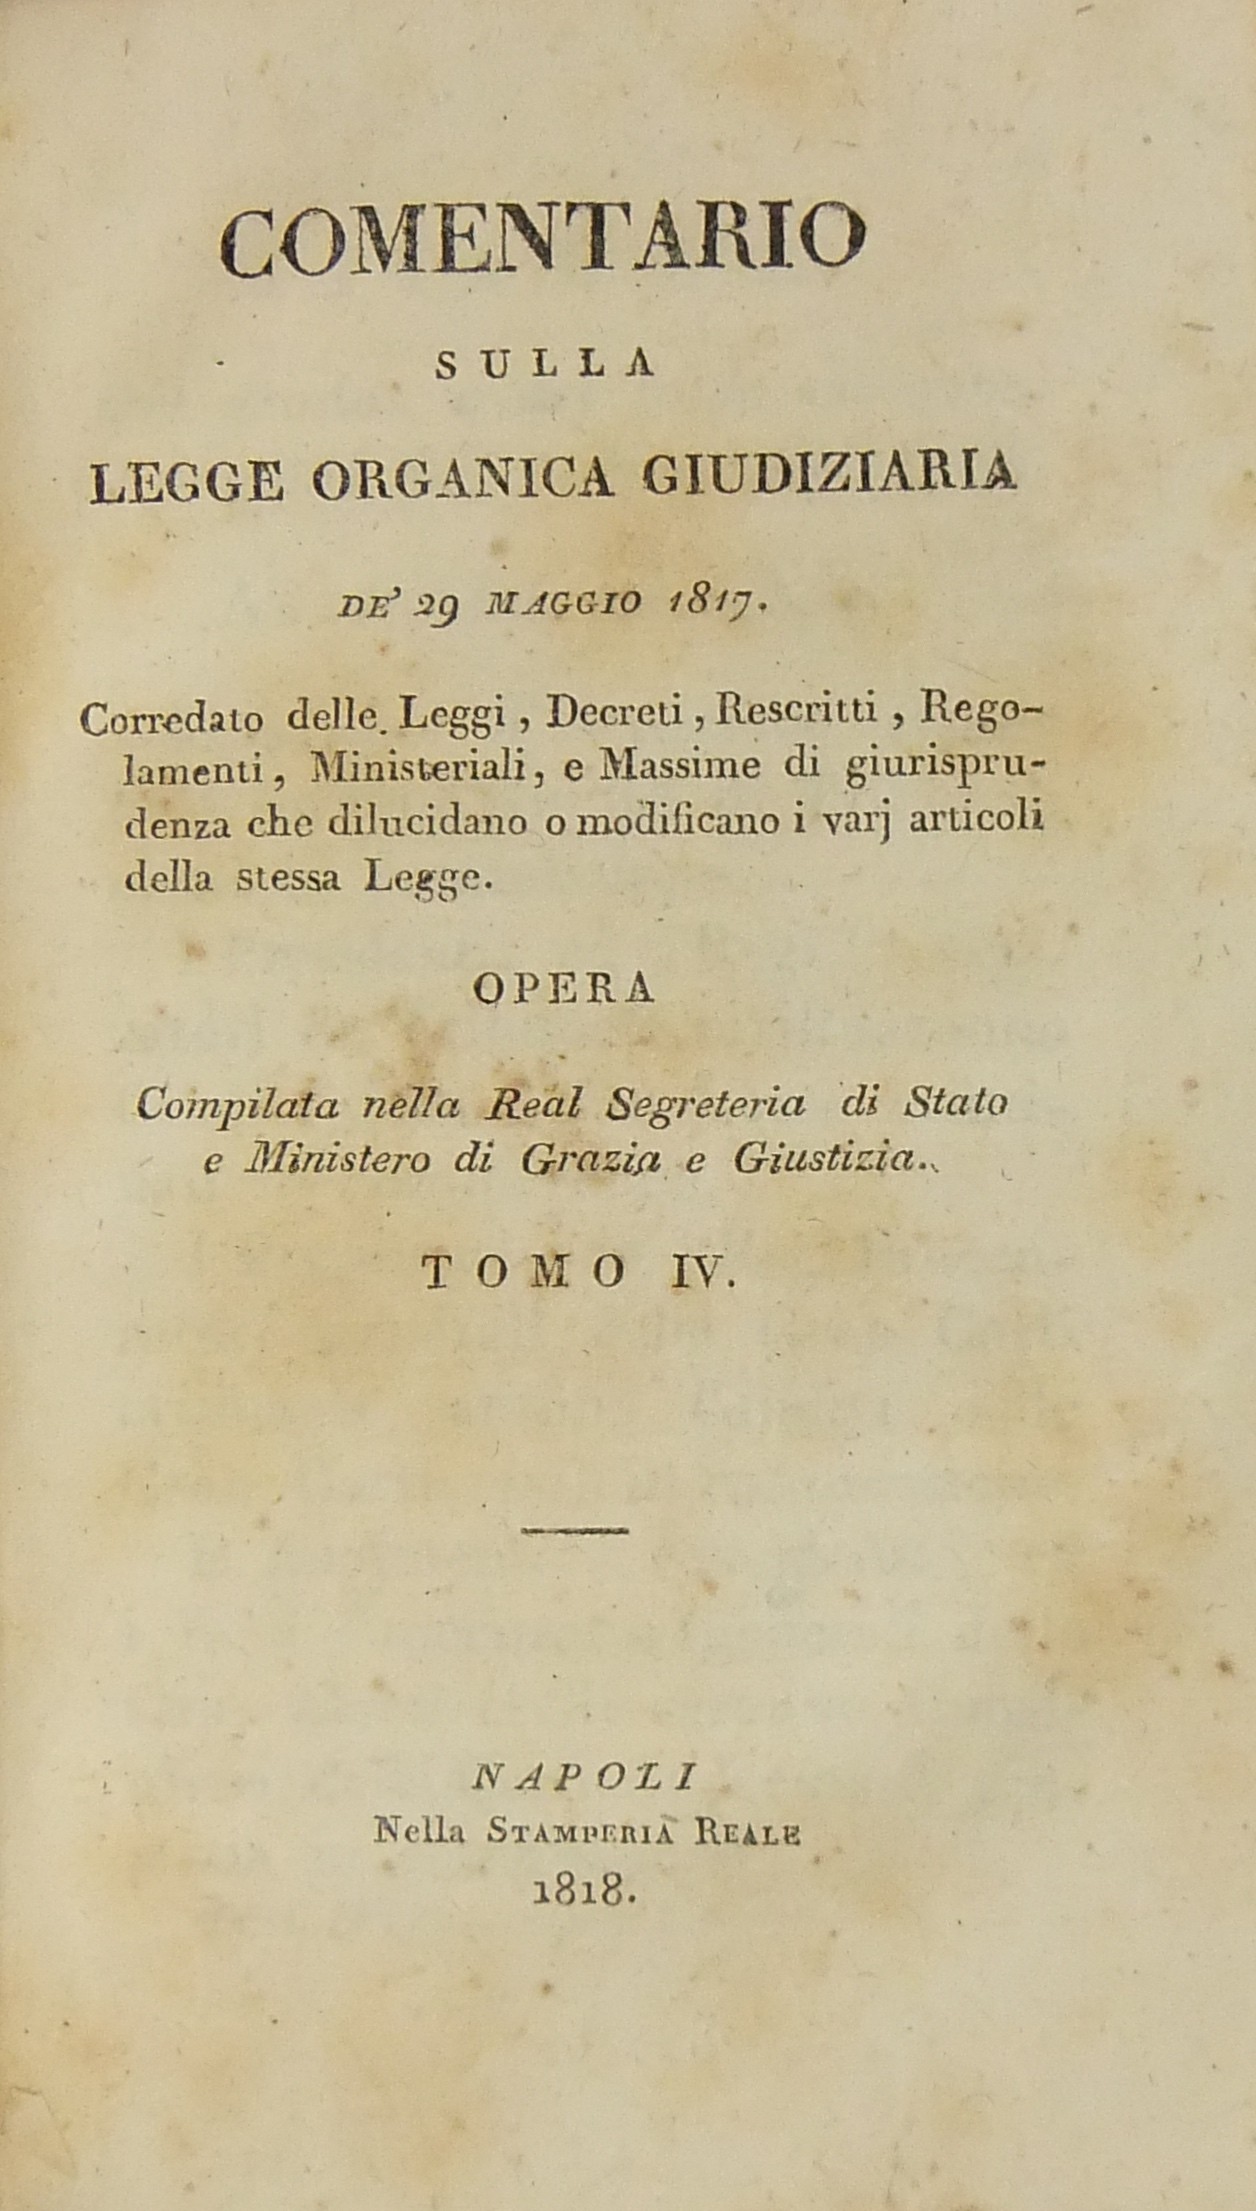 COMENTARIO
SULLA
LEGGE ORGANICA GIUDIZIARIA
DE' 29 MAGGIO 1817.
Corredato delle Leggi, Decreti, Rescritti, Rego-
lamenti, Ministeriali, e Massime di giurispru-
denza che dilucidano o modificano i varj articoli
della stessa Legge.
OPERA
Compilata nella Real Segreteria di Stato
e Ministero di Grazia e Giustizia.
TOMO IV.
NAPOLI
Nella STAMPERIA REALE
1818.